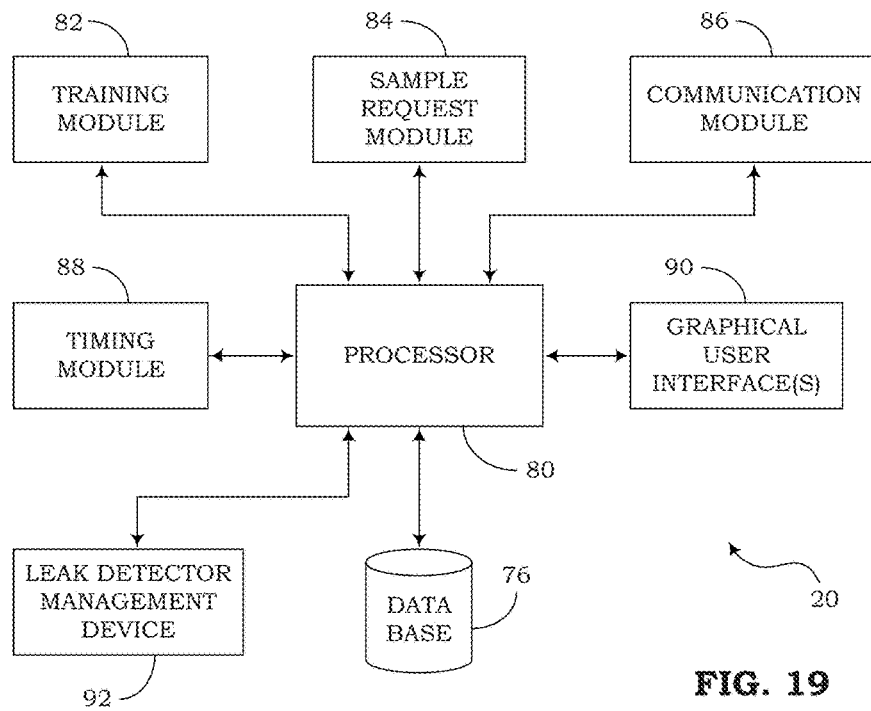 82
84
86
TRAINING
MODULE
SAMPLE
REQUEST
MODULE
COMMUNICATION
MODULE
88
90
TIMING
MODULE
PROCESSOR
GRAPHICAL
USER
INTERFACE(S)
80
LEAK DETECTOR
MANAGEMENT
DEVICE
DATA
BASE
76
20
92
FIG. 19